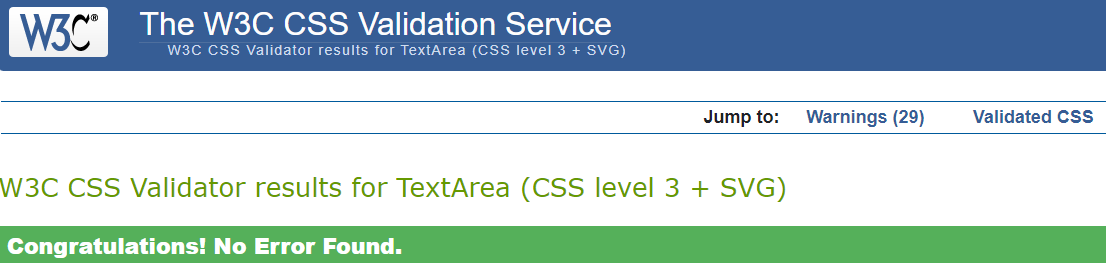 W3C®
The W3C CSS Validation Service
W3C CSS Validator results for TextArea (CSS level 3 + SVG)
Jump to: Warnings (29) Validated CSS
W3C CSS Validator results for TextArea (CSS level 3 + SVG)
Congratulations! No Error Found.